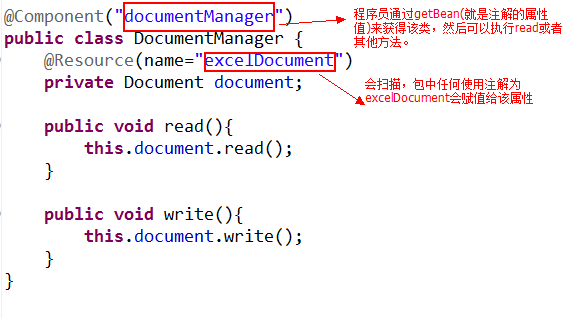 @Component("documentManager")
public class DocumentManager {
@Resource(name="excelDocument")
private Document document;
public void read(){
this.document.read();
}
public void write(){
this.document.write();
}
}
程序员通过getBean(就是注解的属性
值)来获得该类，然后可以执行read或者
其他方法。
会扫描，包中任何使用注解为
excelDocument会赋值给该属性